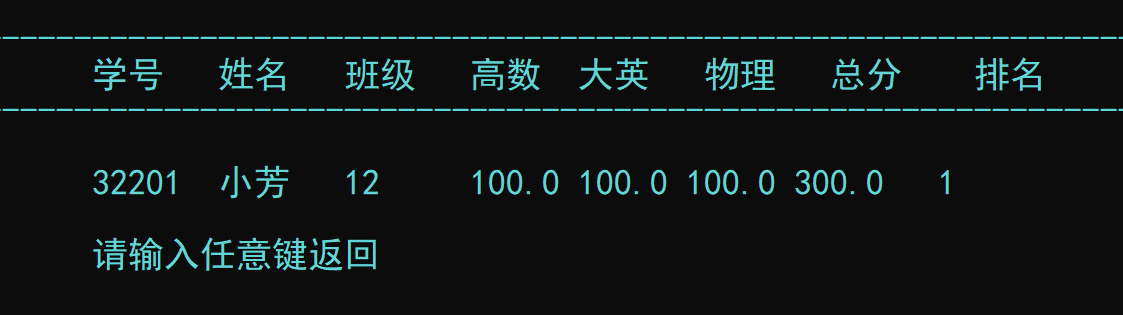 学号 姓名 班级 高数 大英 物理 总分 排名
32201 小芳 12 100.0 100.0 100.0 300.0 1
请输入任意键返回